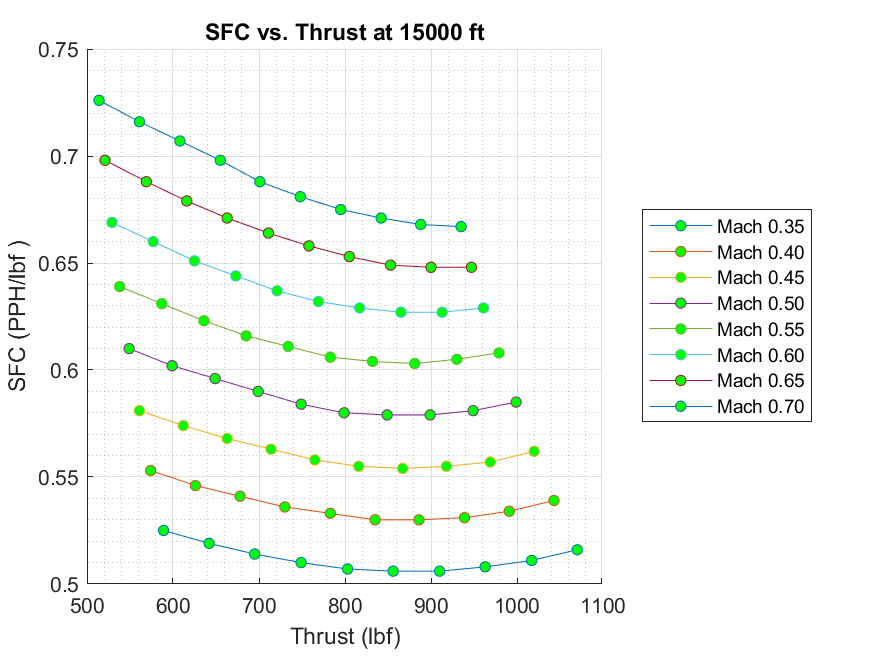 SFC vs. Thrust at 15000 ft
0.75
0.7
0.65
0.6
0.55
0.5
SFC (PPH/lbf )
500 600 700 800 900 1000 1100
Thrust (lbf)
Mach 0.35
Mach 0.40
Mach 0.45
Mach 0.50
Mach 0.55
Mach 0.60
Mach 0.65
Mach 0.70